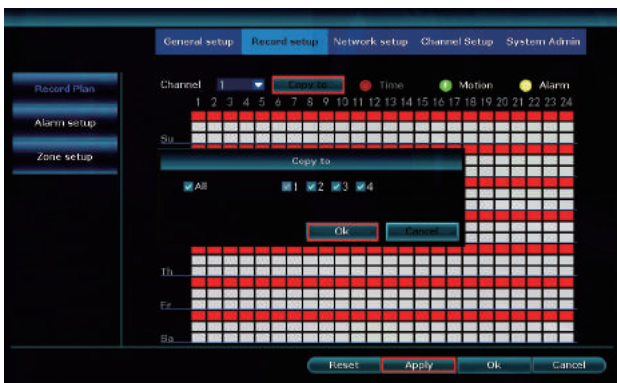 General setup Record setup Network setup Channel Setup System Admin
Record Plan
Alarm setup
Zone setup
Channel 1 Copy to Time Motion Alarm
1 2 3 4 5 6 7 8 9 10 11 12 13 14 15 16 17 18 19 20 21 22 23 24
Su
Copy to
All 1 2 3 4
Ok Cancel
Th
Fr
Sa
Reset Apply Ok Cancel